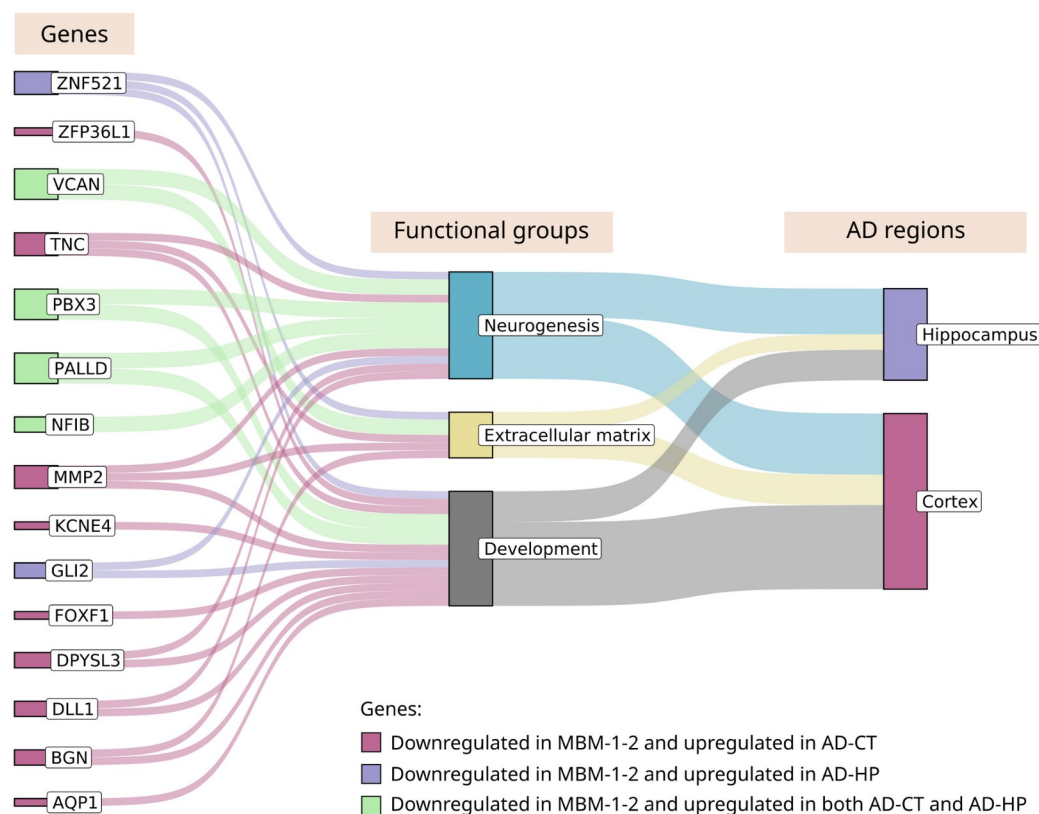 Genes
ZNF521
ZFP36L1
VCAN
TNC
PBX3
PALLD
NFIB
MMP2
KCNE4
GLI2
FOXF1
DPYSL3
DLL1
BGN
AQP1
Functional groups
Neurogenesis
Extracellular matrix
Development
AD regions
Hippocampus
Cortex
Genes:
Downregulated in MBM-1-2 and upregulated in AD-CT
Downregulated in MBM-1-2 and upregulated in AD-HP
Downregulated in MBM-1-2 and upregulated in both AD-CT and AD-HP